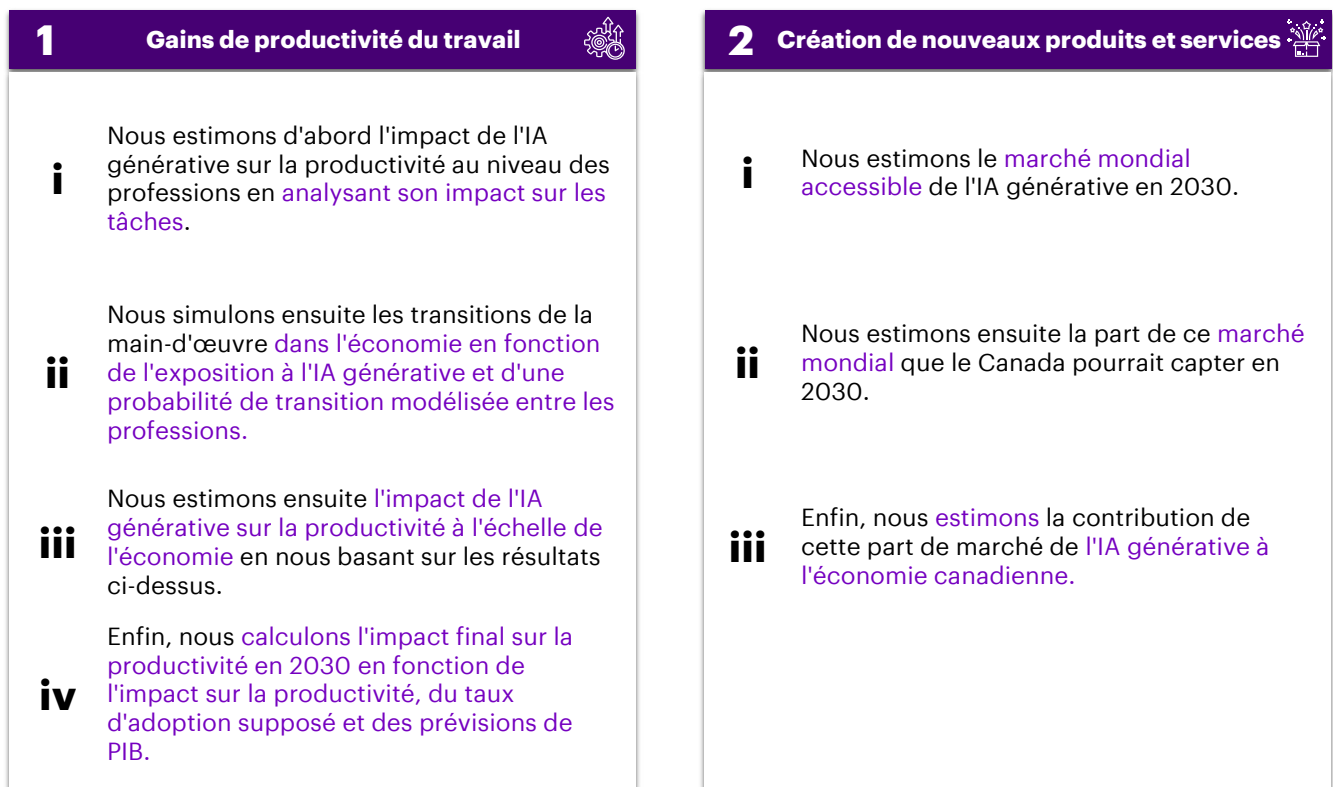 1 Gains de productivité du travail
i
Nous estimons d'abord l'impact de l'IA
générative sur la productivité au niveau des
professions en analysant son impact sur les
tâches.
ii
Nous simulons ensuite les transitions de la
main-d'œuvre dans l'économie en fonction
de l'exposition à l'IA générative et d'une
probabilité de transition modélisée entre les
professions.
iii
Nous estimons ensuite l'impact de l'IA
générative sur la productivité à l'échelle de
l'économie en nous basant sur les résultats
ci-dessus.
iv
Enfin, nous calculons l'impact final sur la
productivité en 2030 en fonction de
l'impact sur la productivité, du taux
d'adoption supposé et des prévisions de
PIB.
2 Création de nouveaux produits et services
i
Nous estimons le marché mondial
accessible de l'IA générative en 2030.
ii
Nous estimons ensuite la part de ce marché
mondial que le Canada pourrait capter en
2030.
iii
Enfin, nous estimons la contribution de
cette part de marché de l'IA générative à
l'économie canadienne.